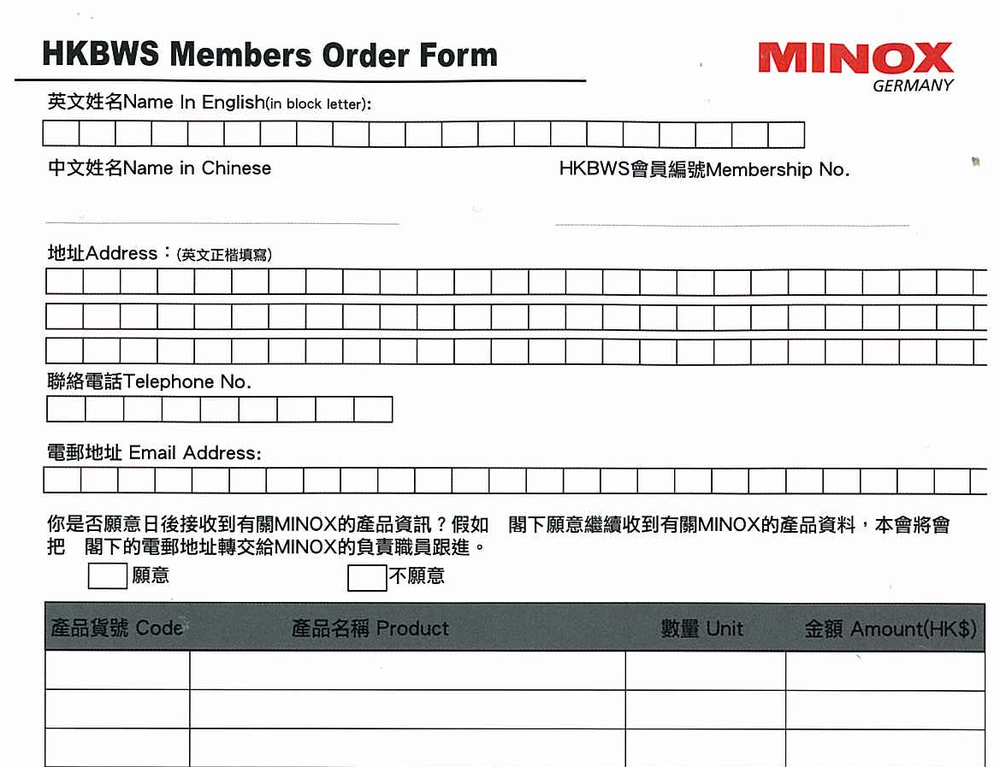 HKBWS Members Order Form
MINOX
GERMANY
英文姓名Name In English(in block letter):
中文姓名Name in Chinese HKBWS會員編號Membership No.
地址Address：(英文正楷填寫)
聯絡電話Telephone No.
電郵地址 Email Address:
你是否願意日後接收到有關MINOX的產品資訊？假如　閣下願意繼續收到有關MINOX的產品資料，本會將會
把　閣下的電郵地址轉交給MINOX的負責職員跟進。
願意 不願意
產品貨號 Code 產品名稱 Product 數量 Unit 金額 Amount(HK$)